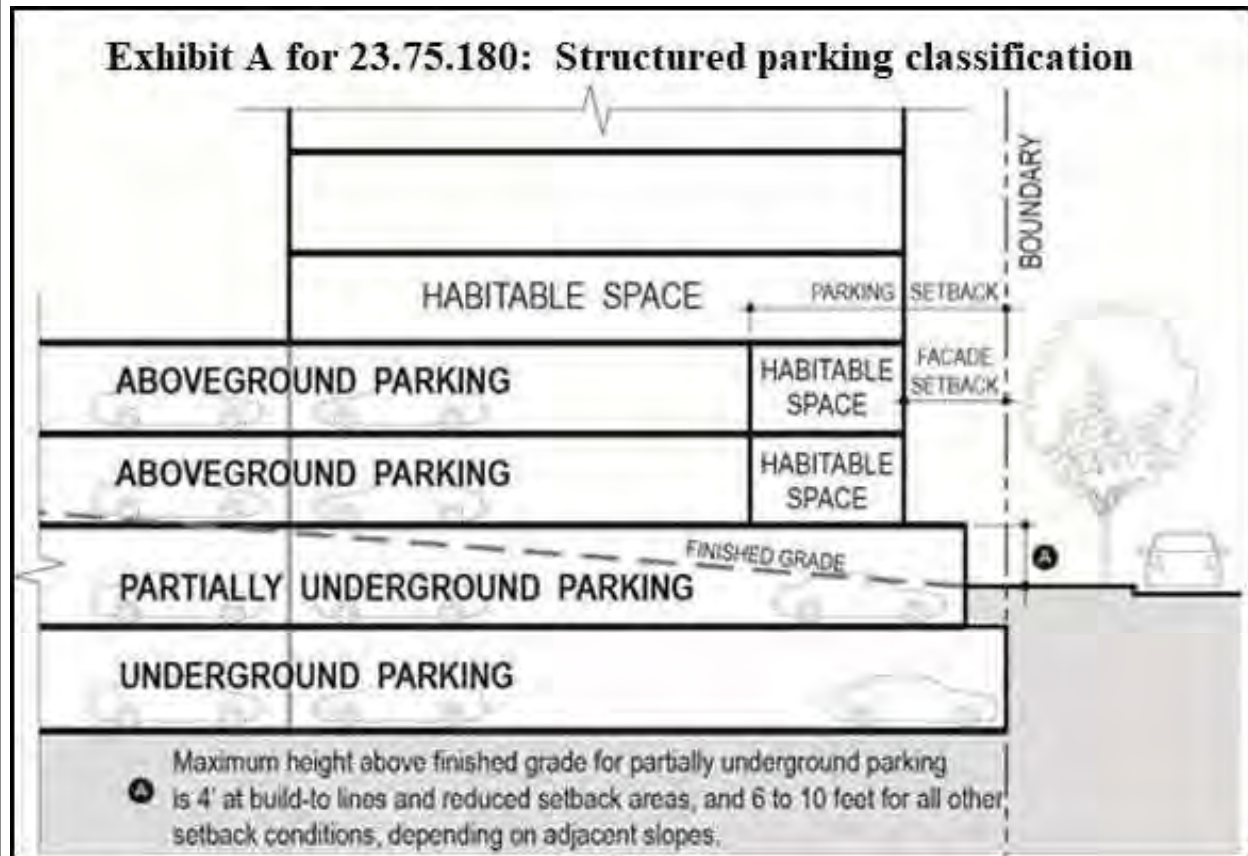 Exhibit A for 23.75.180: Structured parking classification
BOUNDARY
HABITABLE SPACE
PARKING SETBACK
ABOVEGROUND PARKING
HABITABLE
SPACE
FACADE
SETBACK
ABOVEGROUND PARKING
HABITABLE
SPACE
FINISHED GRADE
A
PARTIALLY UNDERGROUND PARKING
UNDERGROUND PARKING
A
Maximum height above finished grade for partially underground parking
is 4' at build-to lines and reduced setback areas, and 6 to 10 feet for all other
setback conditions, depending on adjacent slopes.